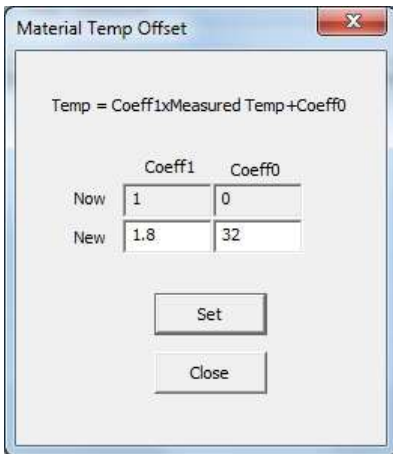 Material Temp Offset
Temp = Coeff1xMeasured Temp+Coeff0
Coeff1 Coeff0
Now 1 0
New 1.8 32
Set
Close